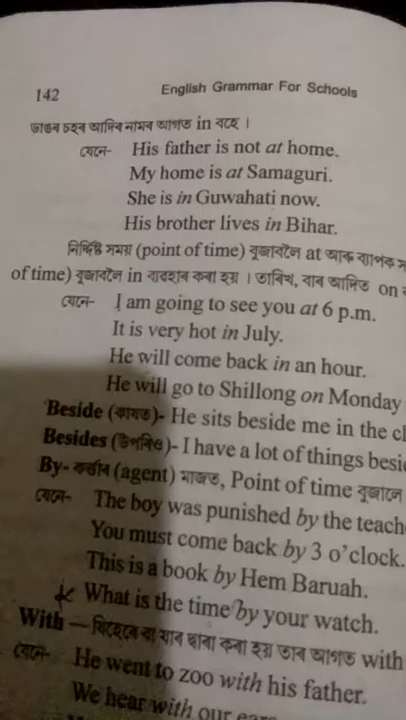 142 English Grammar For Schools
ডাঙৰ চহৰ আদিৰ নামৰ আগত in বহে ।
যেনে- His father is not at home.
My home is at Samaguri.
She is in Guwahati now.
His brother lives in Bihar.
নিৰ্দ্দিষ্ট সময় (point of time) বুজাবলৈ at আৰু ব্যাপক
of time) বুজাবলৈ in ব্যৱহাৰ কৰা হয় । তাৰিখ, বাৰ আদিত on
যেনে- I am going to see you at 6 p.m.
It is very hot in July.
He will come back in an hour.
He will go to Shillong on Monday
Beside (কাষত)- He sits beside me in the
Besides (উপৰিও)- I have a lot of things
By- কৰ্ত্তাৰ (agent) মাজত, Point of time বুজালে
যেনে- The boy was punished by the
You must come back by 3 o'clock.
This is a book by Hem Baruah.
What is the time by your watch.
With — যিহেৰে বা যাৰ দ্বাৰা কৰা হয় তাৰ আগত with
যেনে- He went to zoo with his father.
We hear with our